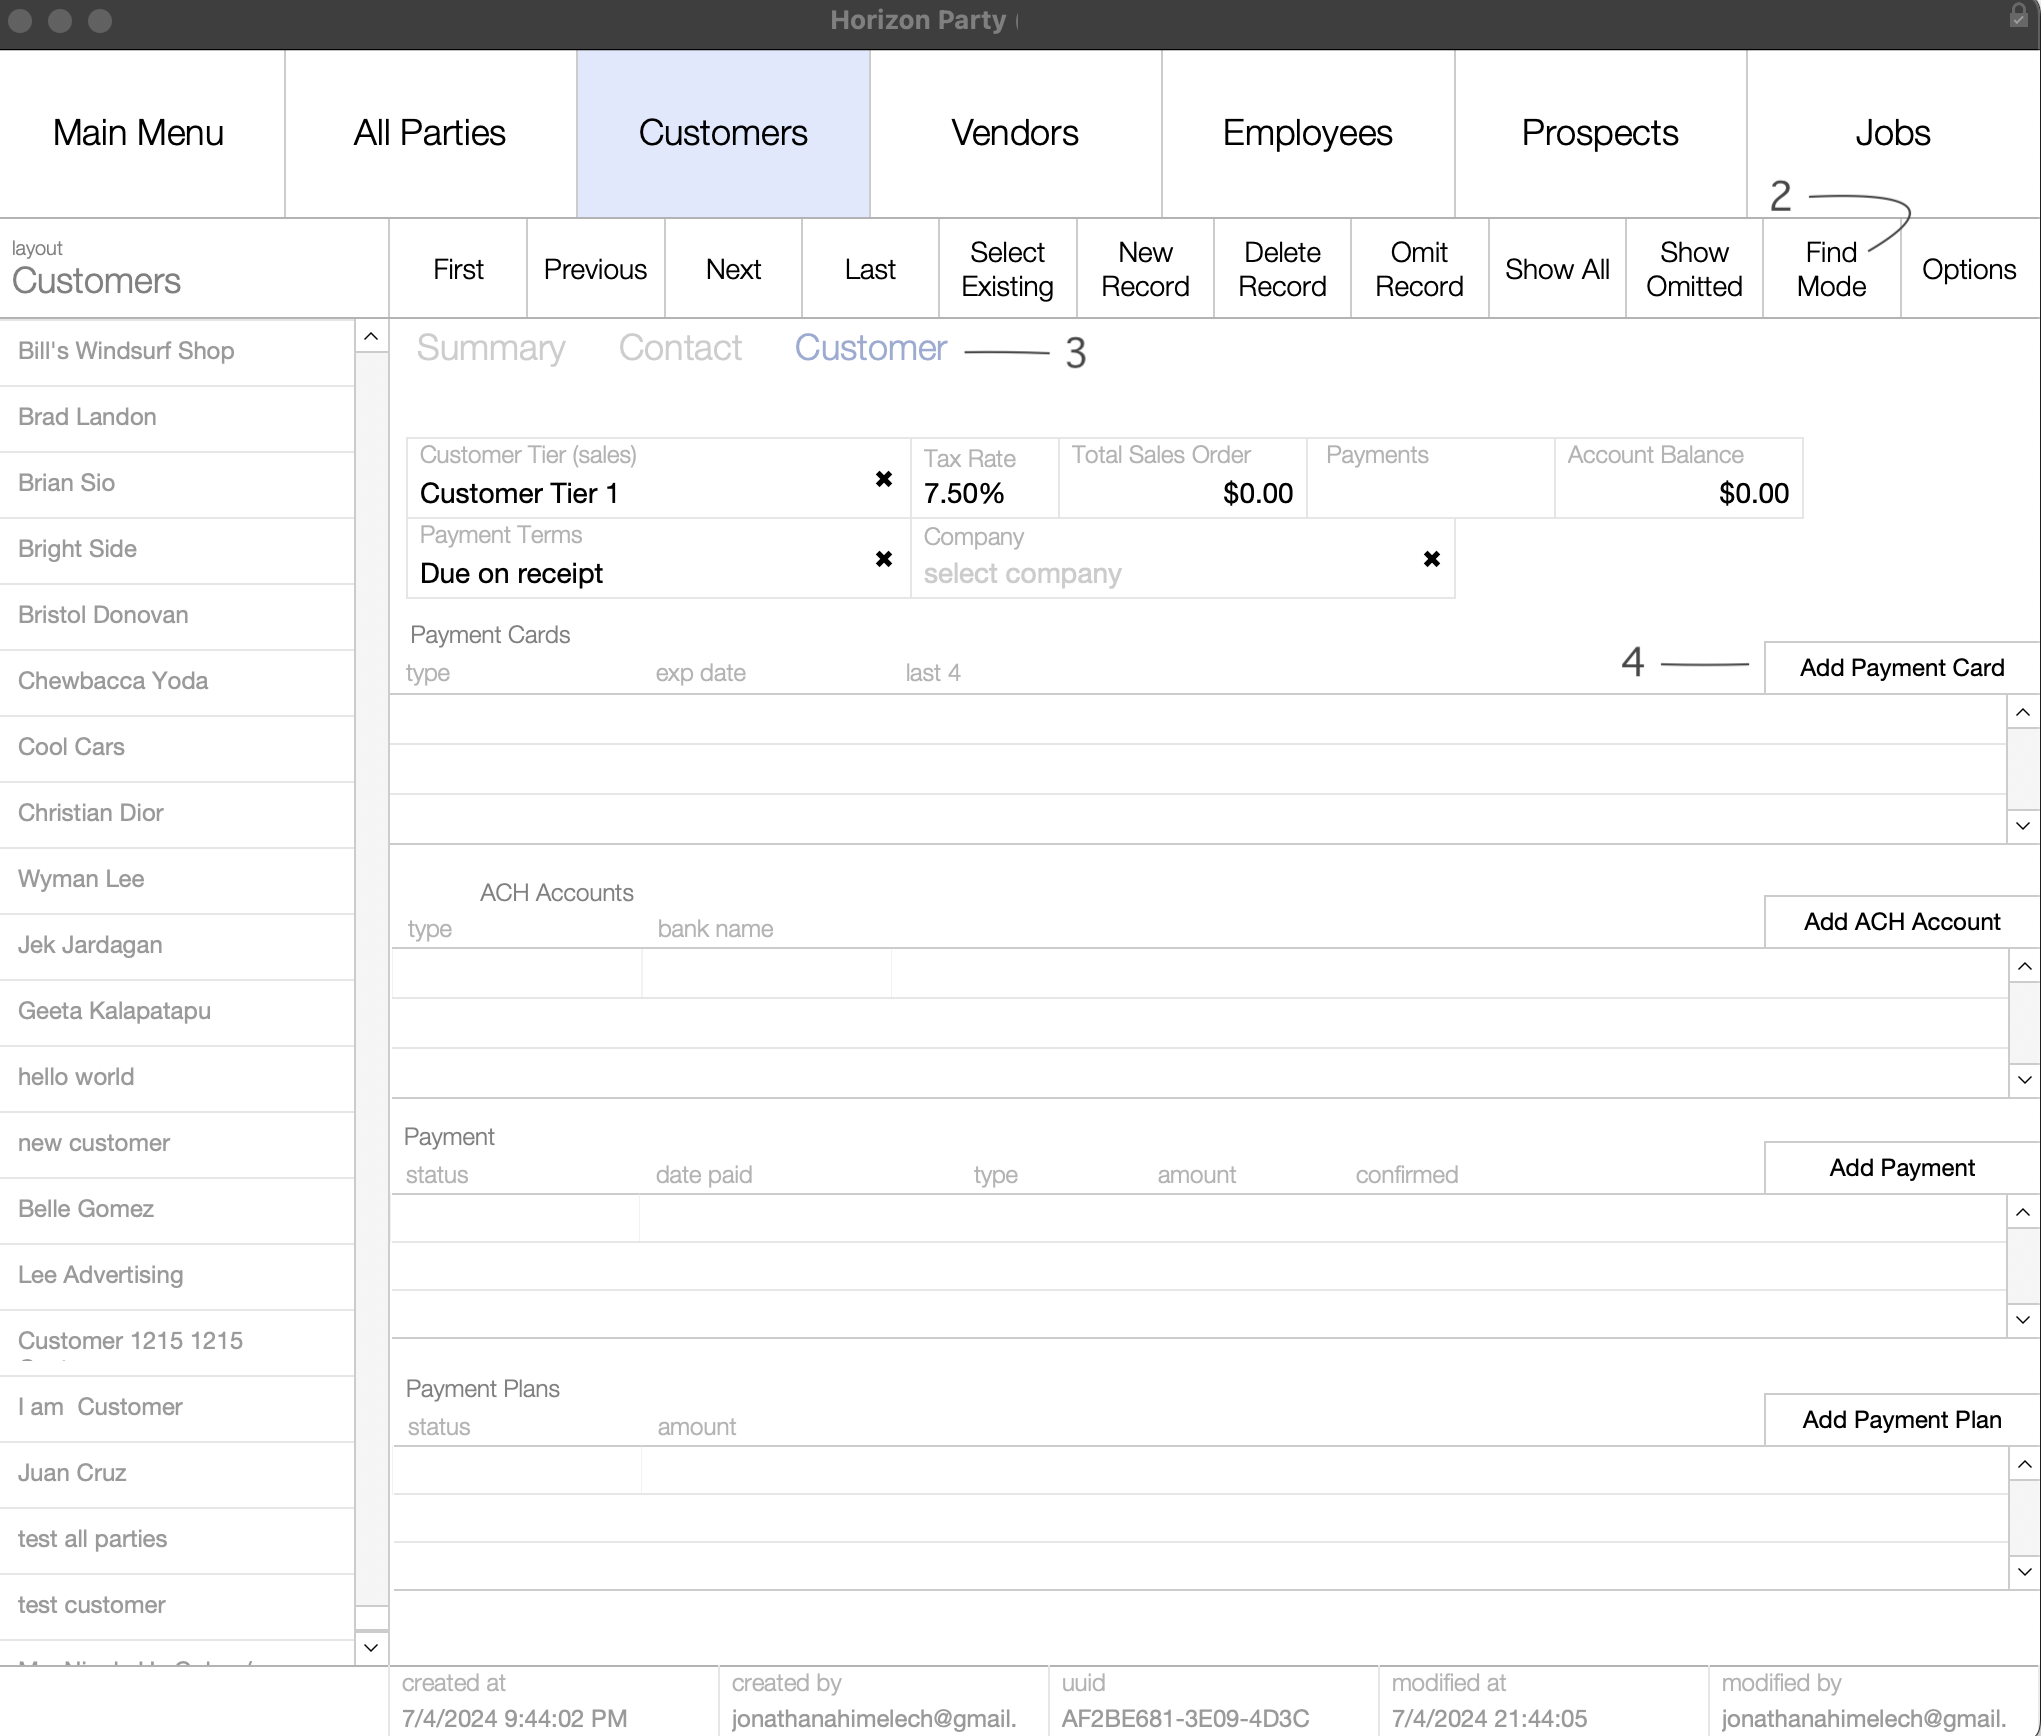 Horizon Party (
Main Menu
All Parties
Customers
Vendors
Employees
Prospects
Jobs
2
layout
Customers
First
Previous
Next
Last
Select
Existing
New
Record
Delete
Record
Omit
Record
Show All
Show
Omitted
Find
Mode
Options
Bill's Windsurf Shop
Brad Landon
Brian Sio
Bright Side
Bristol Donovan
Chewbacca Yoda
Cool Cars
Christian Dior
Wyman Lee
Jek Jardagan
Geeta Kalapatapu
hello world
new customer
Belle Gomez
Lee Advertising
Customer 1215 1215
I am  Customer
Juan Cruz
test all parties
test customer
Summary
Contact
Customer
3
Customer Tier (sales)
Customer Tier 1
✖
Tax Rate
7.50%
Total Sales Order
$0.00
Payments
Account Balance
$0.00
Payment Terms
Due on receipt
✖
Company
select company
✖
Payment Cards
type
exp date
last 4
4
Add Payment Card
ACH Accounts
type
bank name
Add ACH Account
Payment
status
date paid
type
amount
confirmed
Add Payment
Payment Plans
status
amount
Add Payment Plan
created at
7/4/2024 9:44:02 PM
created by
jonathanahimelech@gmail.
uuid
AF2BE681-3E09-4D3C
modified at
7/4/2024 21:44:05
modified by
jonathanahimelech@gmail.